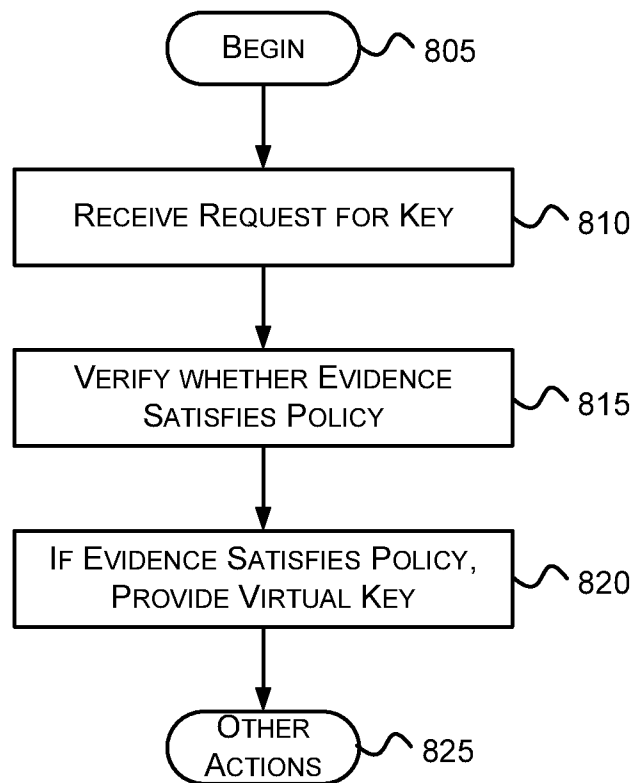 BEGIN
805
RECEIVE REQUEST FOR KEY
810
VERIFY WHETHER EVIDENCE
SATISFIES POLICY
815
IF EVIDENCE SATISFIES POLICY,
PROVIDE VIRTUAL KEY
820
OTHER
ACTIONS
825